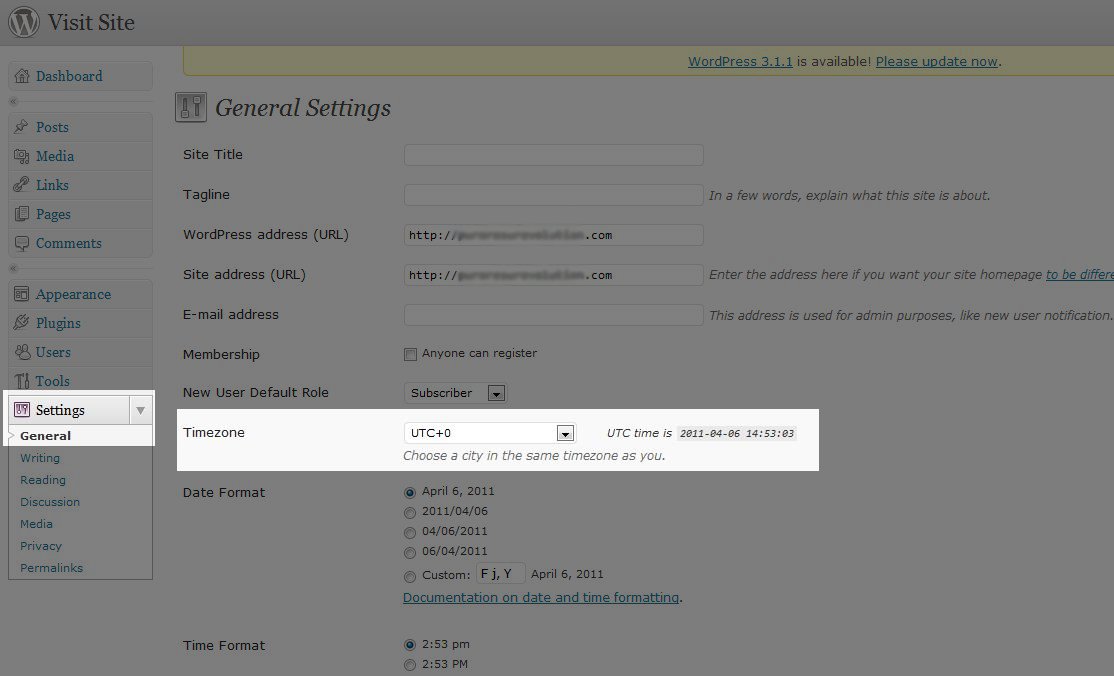 Visit Site
WordPress 3.1.1 is available! Please update now.
Dashboard
Posts
Media
Links
Pages
Comments
Appearance
Plugins
Users
Tools
Settings
General
Writing
Reading
Discussion
Media
Privacy
Permalinks
General Settings
Site Title
Tagline In a few words, explain what this site is about.
WordPress address (URL) http:// .com
Site address (URL) http:// .com Enter the address here if you want your site homepage to be differe
E-mail address This address is used for admin purposes, like new user notification.
Membership Anyone can register
New User Default Role Subscriber
Timezone UTC+0 UTC time is 2011-04-06 14:53:03
Choose a city in the same timezone as you.
Date Format April 6, 2011
2011/04/06
04/06/2011
06/04/2011
Custom: F j, Y April 6, 2011
Documentation on date and time formatting.
Time Format 2:53 pm
2:53 PM